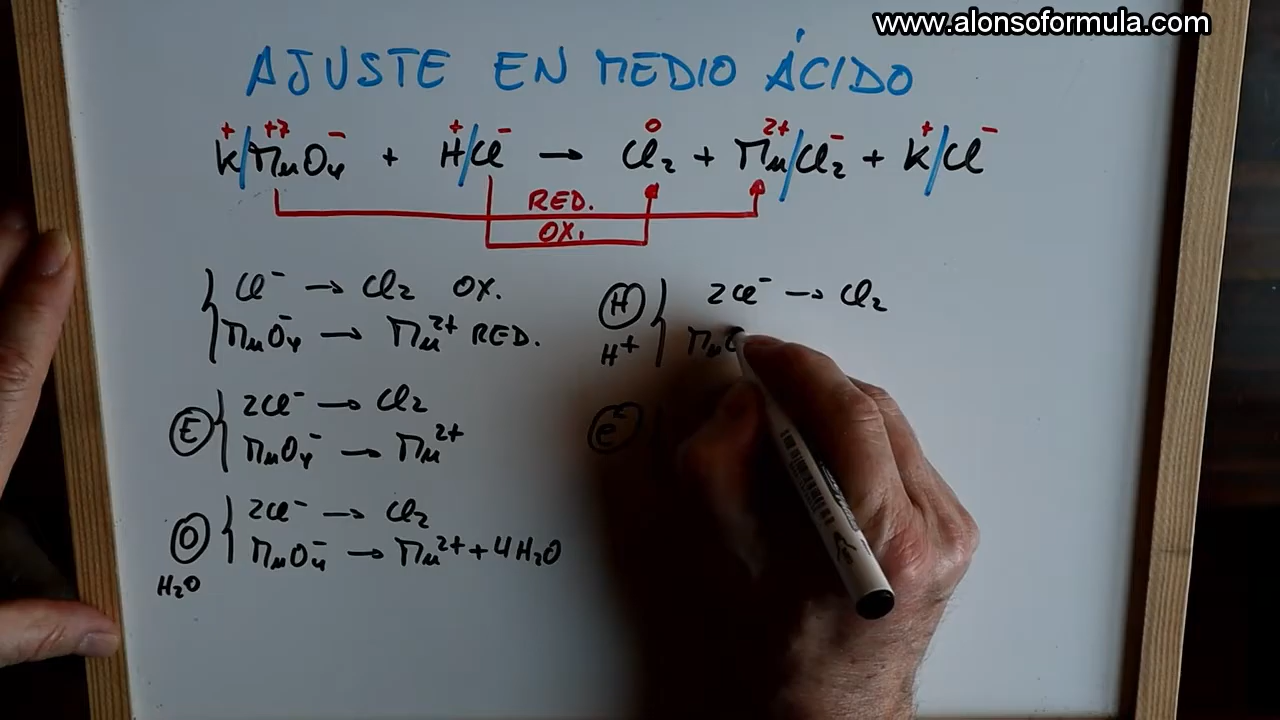 www.alonsoformula.com
AJUSTE EN MEDIO ÁCIDO
+ +7 - + - 0 2+ - + -
K/MnO₄ + H/Cl → Cl₂ + Mn/Cl₂ + K/Cl
RED.
OX.
Cl⁻ → Cl₂ OX.
MnO₄⁻ → Mn²⁺ RED.
E
2Cl⁻ → Cl₂
MnO₄⁻ → Mn²⁺
O
H₂O
2Cl⁻ → Cl₂
MnO₄⁻ → Mn²⁺ + 4H₂O
H
H⁺
2Cl⁻ → Cl₂
MnO
e⁻